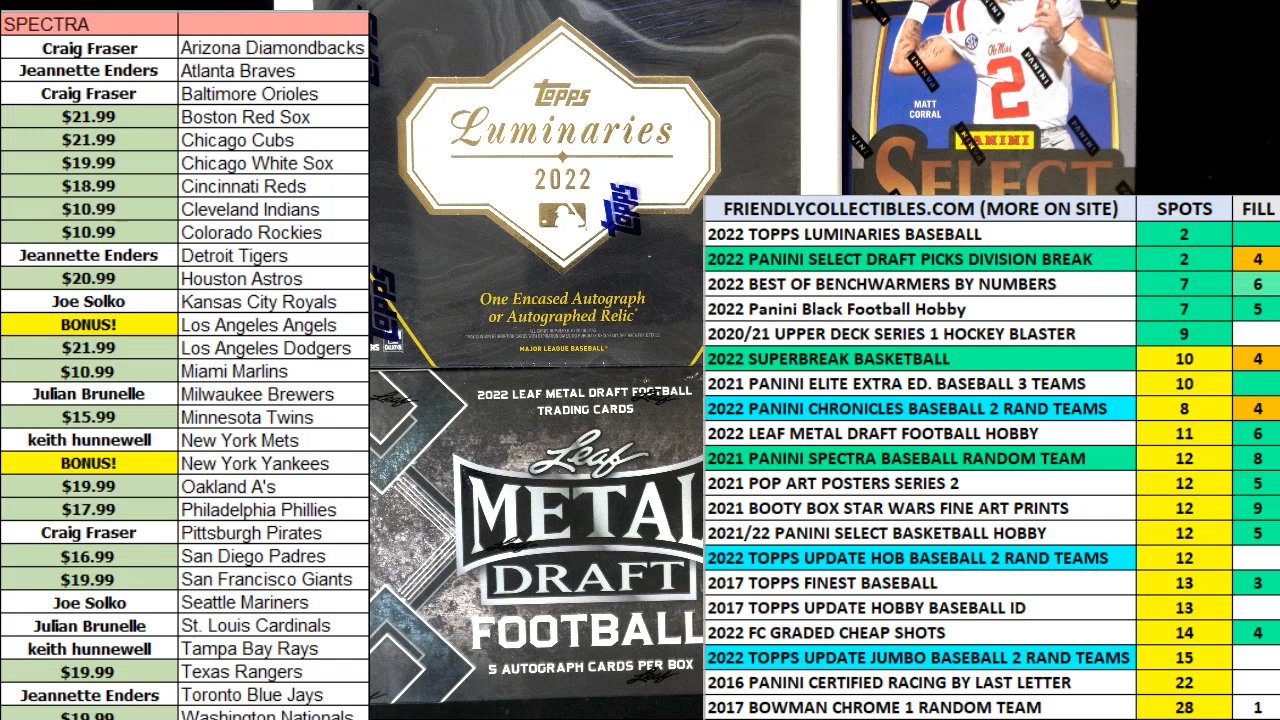 SPECTRA
Craig Fraser Arizona Diamondbacks
Jeannette Enders Atlanta Braves
Craig Fraser Baltimore Orioles
$21.99 Boston Red Sox
$21.99 Chicago Cubs
$19.99 Chicago White Sox
$18.99 Cincinnati Reds
$10.99 Cleveland Indians
$10.99 Colorado Rockies
Jeannette Enders Detroit Tigers
$20.99 Houston Astros
Joe Solko Kansas City Royals
BONUS! Los Angeles Angels
$21.99 Los Angeles Dodgers
$10.99 Miami Marlins
Julian Brunelle Milwaukee Brewers
$15.99 Minnesota Twins
keith hunnewell New York Mets
BONUS! New York Yankees
$19.99 Oakland A's
$17.99 Philadelphia Phillies
Craig Fraser Pittsburgh Pirates
$16.99 San Diego Padres
$19.99 San Francisco Giants
Joe Solko Seattle Mariners
Julian Brunelle St. Louis Cardinals
keith hunnewell Tampa Bay Rays
$19.99 Texas Rangers
Jeannette Enders Toronto Blue Jays
$19.99 Washington Nationals
Topps
Luminaries
2022
Topps
One Encased Autograph
or Autographed Relic*
MAJOR LEAGUE BASEBALL®
2022 LEAF METAL DRAFT FOOTBALL
TRADING CARDS
Leaf
METAL
DRAFT
FOOTBALL
5 AUTOGRAPH CARDS PER BOX
Leaf
Ole Miss
2
PANINI
MATT
CORRAL
PANINI
SELECT
FRIENDLYCOLLECTIBLES.COM (MORE ON SITE) SPOTS FILL
2022 TOPPS LUMINARIES BASEBALL 2
2022 PANINI SELECT DRAFT PICKS DIVISION BREAK 2 4
2022 BEST OF BENCHWARMERS BY NUMBERS 7 6
2022 Panini Black Football Hobby 7 5
2020/21 UPPER DECK SERIES 1 HOCKEY BLASTER 9
2022 SUPERBREAK BASKETBALL 10 4
2021 PANINI ELITE EXTRA ED. BASEBALL 3 TEAMS 10
2022 PANINI CHRONICLES BASEBALL 2 RAND TEAMS 8 4
2022 LEAF METAL DRAFT FOOTBALL HOBBY 11 6
2021 PANINI SPECTRA BASEBALL RANDOM TEAM 12 8
2021 POP ART POSTERS SERIES 2 12 5
2021 BOOTY BOX STAR WARS FINE ART PRINTS 12 9
2021/22 PANINI SELECT BASKETBALL HOBBY 12 5
2022 TOPPS UPDATE HOB BASEBALL 2 RAND TEAMS 12
2017 TOPPS FINEST BASEBALL 13 3
2017 TOPPS UPDATE HOBBY BASEBALL ID 13
2022 FC GRADED CHEAP SHOTS 14 4
2022 TOPPS UPDATE JUMBO BASEBALL 2 RAND TEAMS 15
2016 PANINI CERTIFIED RACING BY LAST LETTER 22
2017 BOWMAN CHROME 1 RANDOM TEAM 28 1